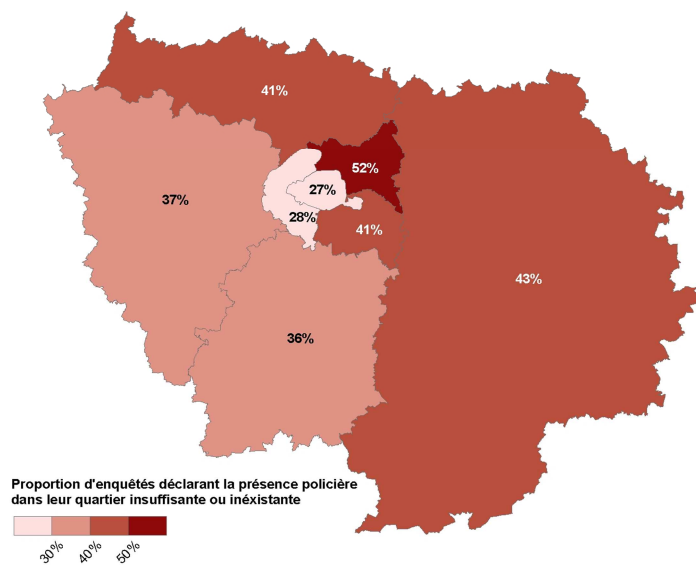 41%
52%
37%
27%
28%
41%
43%
36%
Proportion d'enquêtés déclarant la présence policière
dans leur quartier insuffisante ou inéxistante
30% 40% 50%